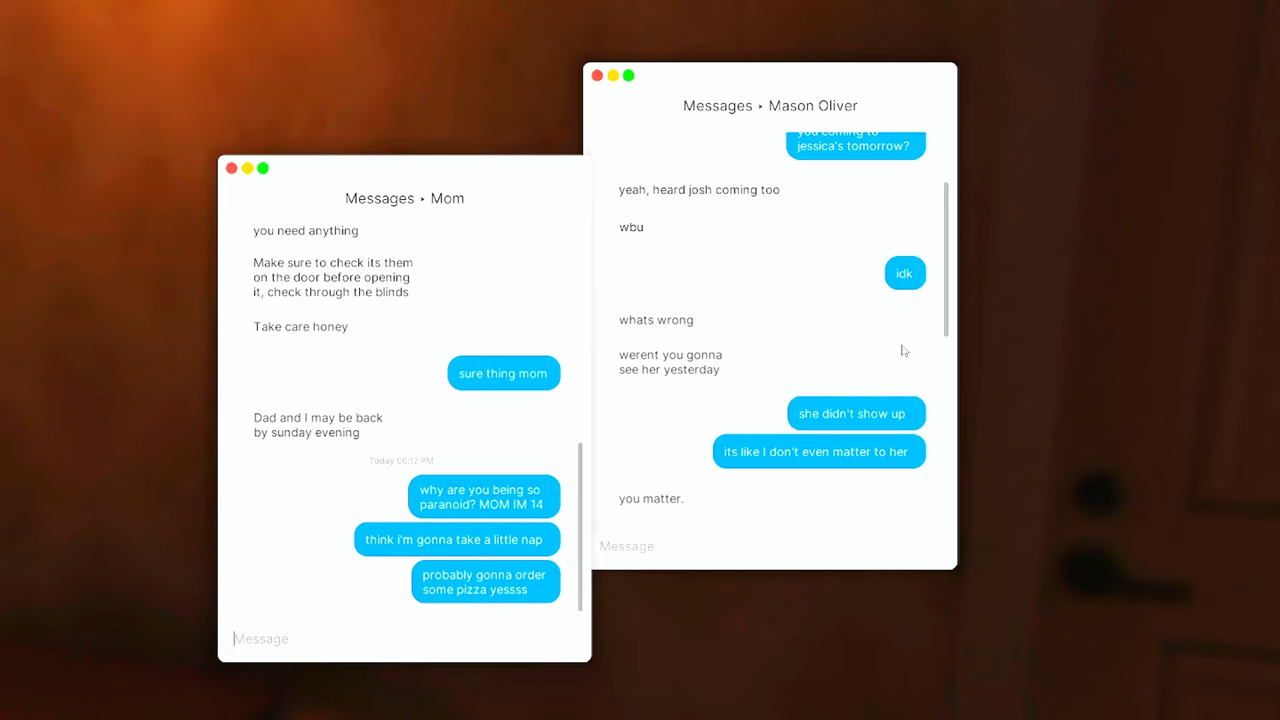 Messages ‣ Mom
you need anything
Make sure to check its them
on the door before opening
it, check through the blinds
Take care honey
sure thing mom
Dad and I may be back
by sunday evening
Today 06:12 PM
why are you being so
paranoid? MOM IM 14
think i'm gonna take a little nap
probably gonna order
some pizza yessss
Message
Messages ‣ Mason Oliver
you coming to
jessica's tomorrow?
yeah, heard josh coming too
wbu
idk
whats wrong
werent you gonna
see her yesterday
she didn't show up
its like I don't even matter to her
you matter.
Message